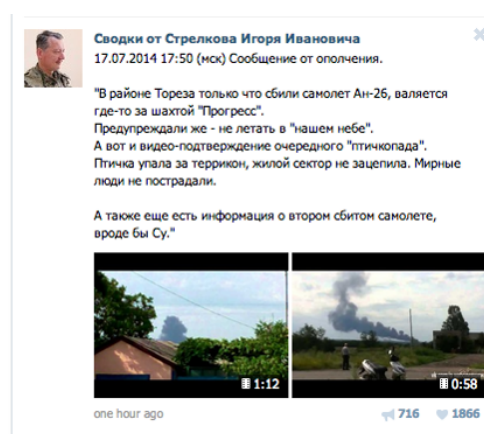 Сводки от Стрелкова Игоря Ивановича
17.07.2014 17:50 (мск) Сообщение от ополчения.
"В районе Тореза только что сбили самолет Ан-26, валяется
где-то за шахтой "Прогресс".
Предупреждали же - не летать в "нашем небе".
А вот и видео-подтверждение очередного "птичкопада".
Птичка упала за террикон, жилой сектор не зацепила. Мирные
люди не пострадали.
А также еще есть информация о втором сбитом самолете,
вроде бы Су."
1:12
0:58
one hour ago
716
1866